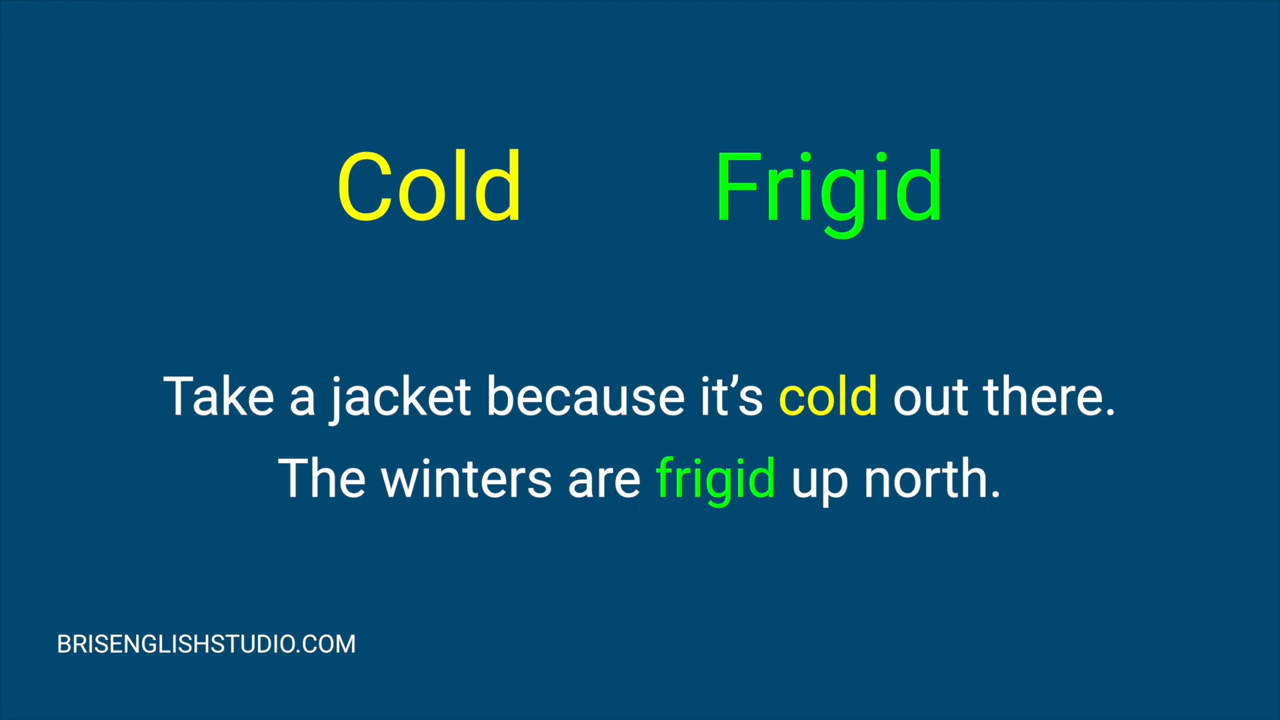 Cold Frigid
Take a jacket because it’s cold out there.
The winters are frigid up north.
BRISENGLISHSTUDIO.COM